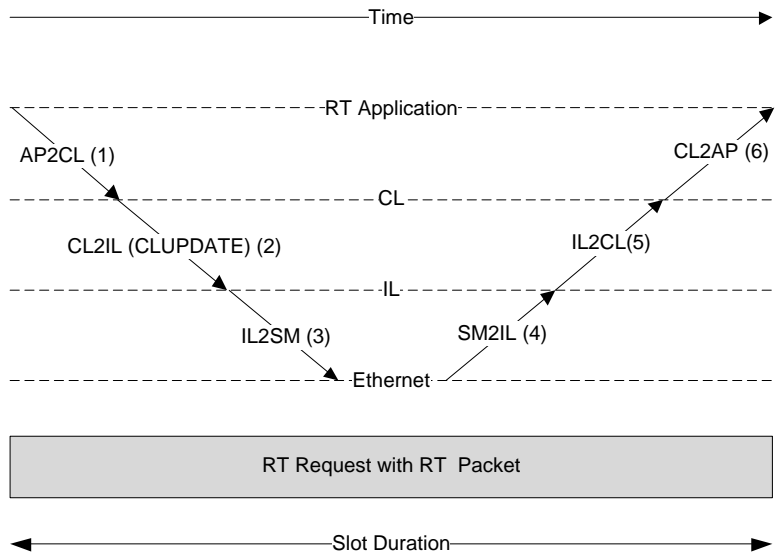 Time
RT Application
AP2CL (1)
CL2AP (6)
CL
CL2IL (CLUPDATE) (2)
IL2CL(5)
IL
IL2SM (3)
SM2IL (4)
Ethernet
RT Request with RT Packet
Slot Duration